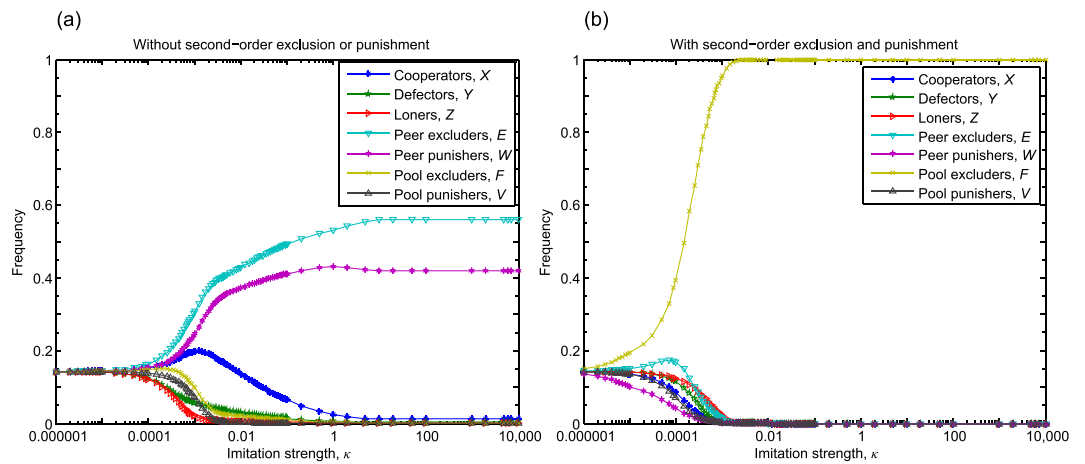 (a)
Without second−order exclusion or punishment
1
0.8
0.6
0.4
0.2
0
Frequency
Cooperators, X
Defectors, Y
Loners, Z
Peer excluders, E
Peer punishers, W
Pool excluders, F
Pool punishers, V
0.000001
0.0001
0.01
1
100
10,000
Imitation strength, κ
(b)
With second−order exclusion and punishment
1
0.8
0.6
0.4
0.2
0
Frequency
Cooperators, X
Defectors, Y
Loners, Z
Peer excluders, E
Peer punishers, W
Pool excluders, F
Pool punishers, V
0.000001
0.0001
0.01
1
100
10,000
Imitation strength, κ